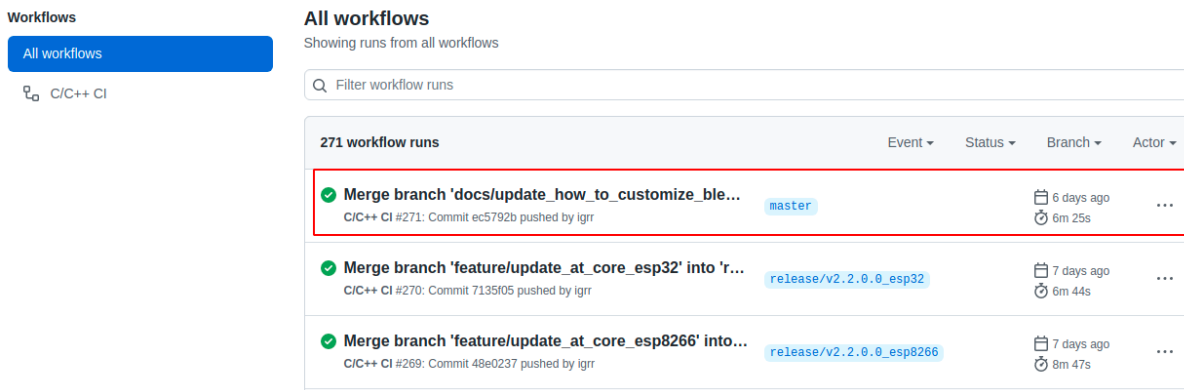 Workflows
All workflows
C/C++ CI
All workflows
Showing runs from all workflows
Filter workflow runs
271 workflow runs Event Status Branch Actor
Merge branch 'docs/update_how_to_customize_ble...
C/C++ CI #271: Commit ec5792b pushed by igrr
master
6 days ago
6m 25s
Merge branch 'feature/update_at_core_esp32' into 'r...
C/C++ CI #270: Commit 7135f05 pushed by igrr
release/v2.2.0.0_esp32
7 days ago
6m 44s
Merge branch 'feature/update_at_core_esp8266' into...
C/C++ CI #269: Commit 48e0237 pushed by igrr
release/v2.2.0.0_esp8266
7 days ago
8m 47s